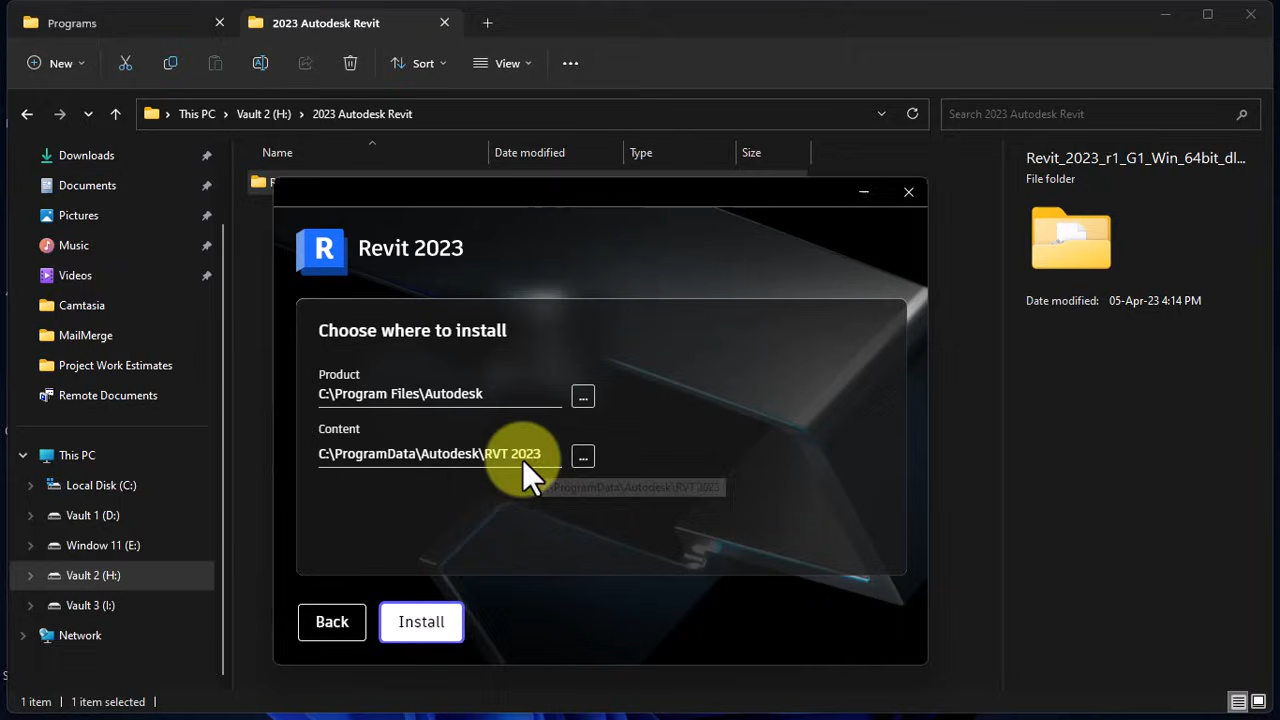 Programs
2023 Autodesk Revit
New
Sort
View
This PC
Vault 2 (H:)
2023 Autodesk Revit
Search 2023 Autodesk Revit
Name
Date modified
Type
Size
Downloads
Documents
Pictures
Music
Videos
Camtasia
MailMerge
Project Work Estimates
Remote Documents
This PC
Local Disk (C:)
Vault 1 (D:)
Window 11 (E:)
Vault 2 (H:)
Vault 3 (I:)
Network
Revit_2023_r1_G1_Win_64bit_dl...
File folder
Date modified: 05-Apr-23 4:14 PM
R Revit 2023
Choose where to install
Product
C:\Program Files\Autodesk
...
Content
C:\ProgramData\Autodesk\RVT 2023
...
\ProgramData\Autodesk\RVT 2023
Back
Install
1 item
1 item selected